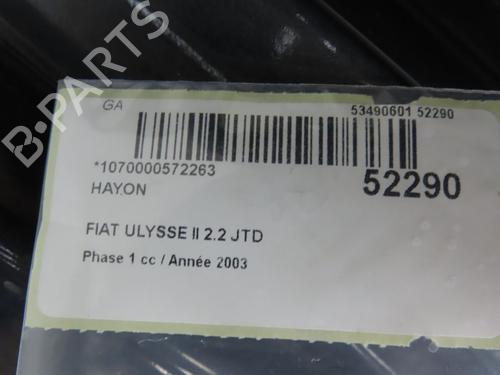 GA
53490601 52290
*1070000572263
52290
HAYON
FIAT ULYSSE II 2.2 JTD
Phase 1 cc / Année 2003
B-PARTS